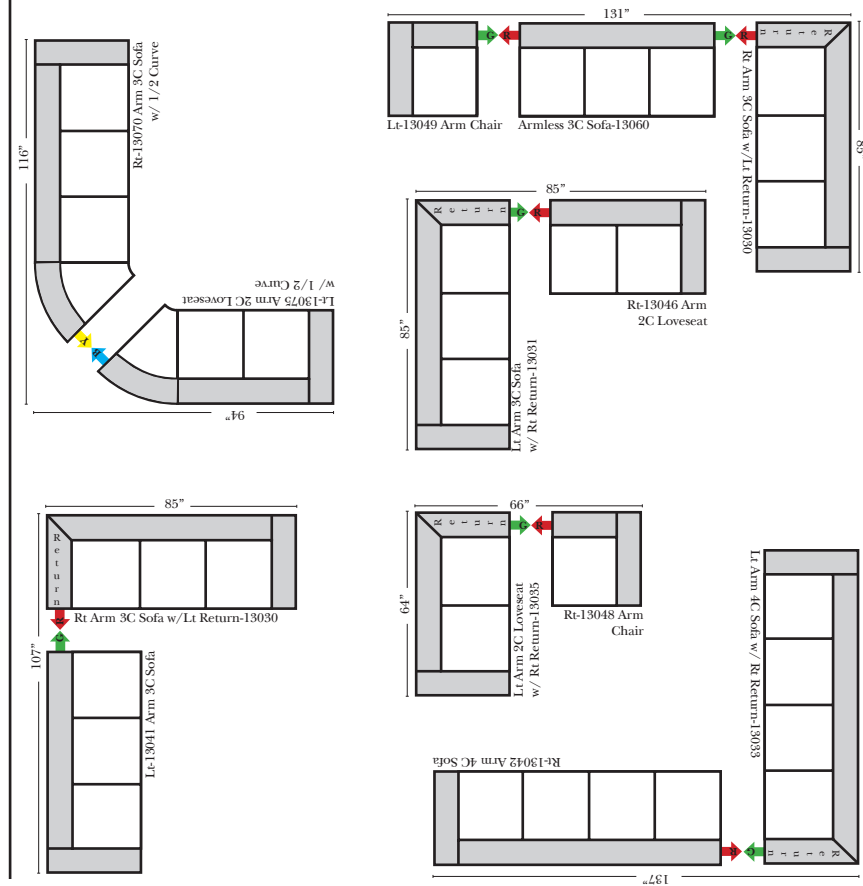 131”
G
R
G
R
Return
Lt-13049 Arm Chair
Armless 3C Sofa-13060
Rt Arm 3C Sofa w/Lt Return-13030
85”
116”
Rt-13070 Arm 3C Sofa
w/ 1/2 Curve
Lt-13075 Arm 2C Loveseat
w/ 1/2 Curve
Y
B
94”
85”
Return
G
R
85”
Rt-13046 Arm
2C Loveseat
Lt Arm 3C Sofa
w/ Rt Return-13031
85”
Return
R
G
Rt Arm 3C Sofa w/Lt Return-13030
107”
Lt-13041 Arm 3C Sofa
66”
Return
G
R
64”
Rt-13048 Arm
Chair
Lt Arm 2C Loveseat
w/ Rt Return-13035
Lt Arm 4C Sofa w/ Rt Return-13033
Rt-13042 Arm 4C Sofa
R
G
Return
137”